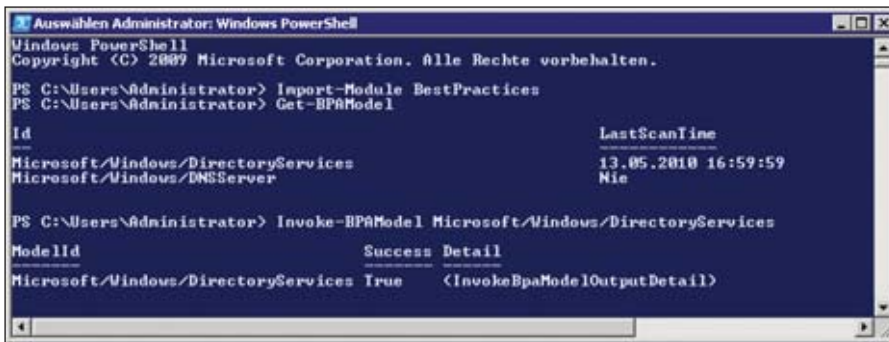 Auswählen Administrator: Windows PowerShell
Windows PowerShell
Copyright (C) 2009 Microsoft Corporation. Alle Rechte vorbehalten.
PS C:\Users\Administrator> Import-Module BestPractices
PS C:\Users\Administrator> Get-BPAModel
Id LastScanTime
-- ------------
Microsoft/Windows/DirectoryServices 13.05.2010 16:59:59
Microsoft/Windows/DNSServer Nie
PS C:\Users\Administrator> Invoke-BPAModel Microsoft/Windows/DirectoryServices
ModelId Success Detail
------- ------- ------
Microsoft/Windows/DirectoryServices True (InvokeBpaModelOutputDetail)